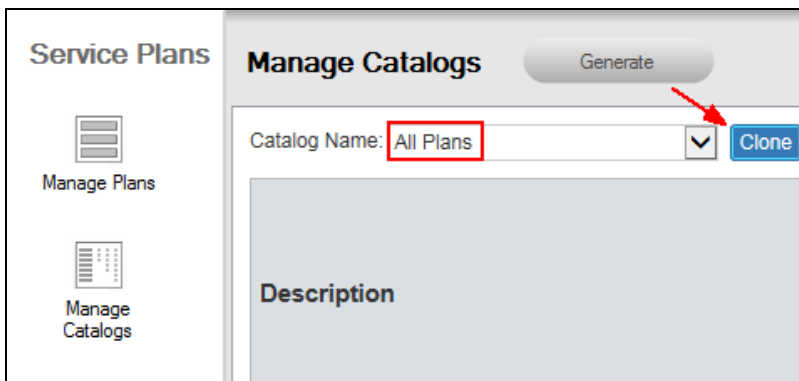 Service Plans
Manage Plans
Manage
Catalogs
Manage Catalogs
Generate
Catalog Name: All Plans
Clone
Description